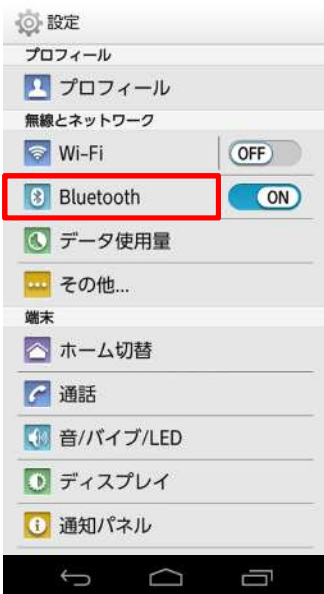 設定
プロフィール
プロフィール
無線とネットワーク
Wi-Fi OFF
Bluetooth ON
データ使用量
その他...
端末
ホーム切替
通話
音/バイブ/LED
ディスプレイ
通知パネル